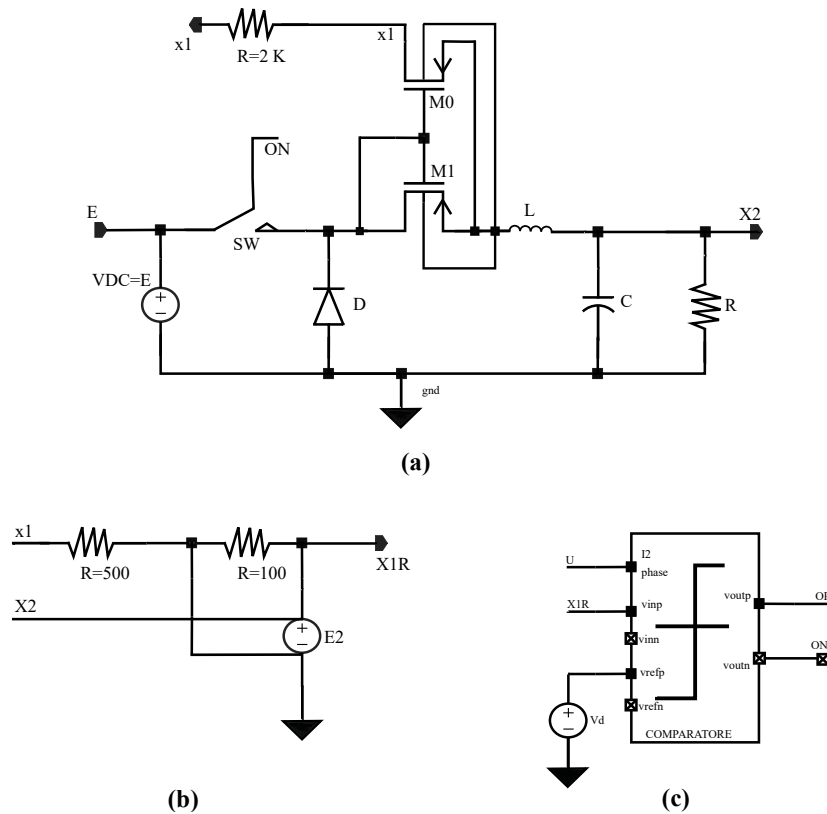 x1
R=2 K
x1
M0
ON
M1
E
SW
L
X2
VDC=E
D
C
R
gnd
(a)
x1
R=500
R=100
X1R
X2
E2
(b)
U
I2
phase
X1R
vinp
vinn
vrefp
vrefn
voutp
voutn
ON
Vd
COMPARATORE
(c)